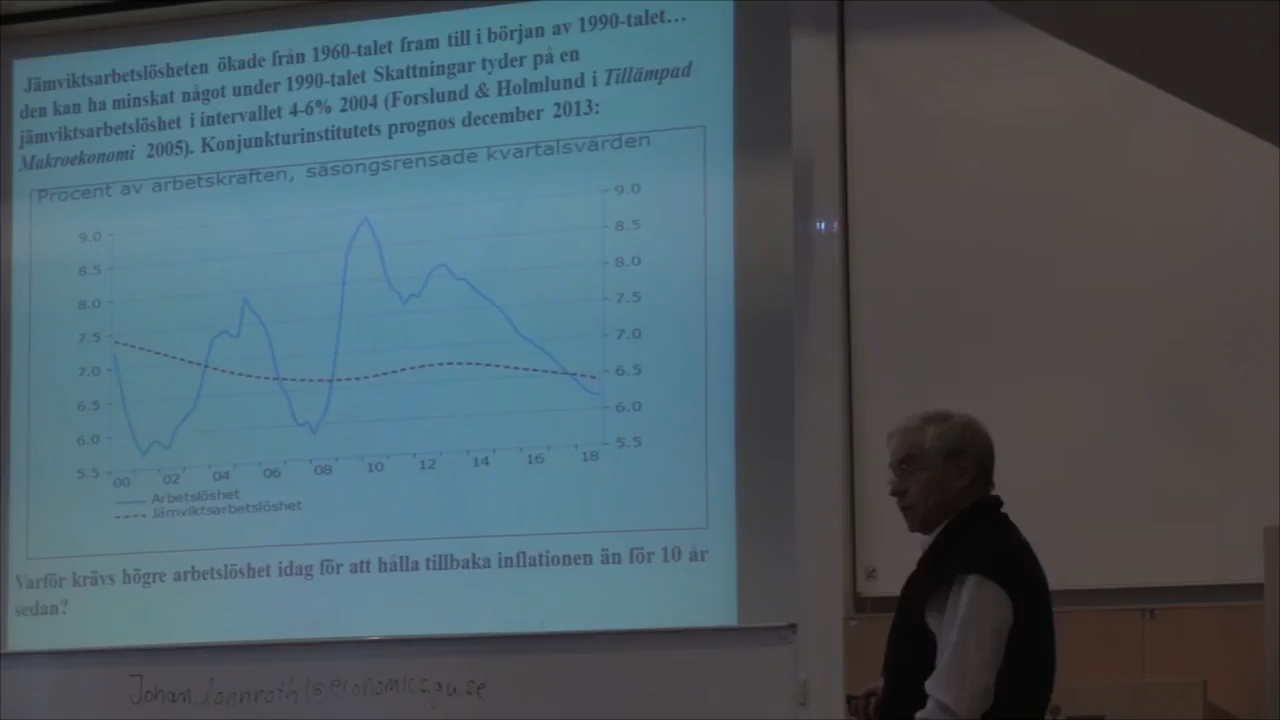 Jämviktsarbetslösheten ökade från 1960-talet fram till i början av 1990-talet…
den kan ha minskat något under 1990-talet Skattningar tyder på en
jämviktsarbetslöshet i intervallet 4-6% 2004 (Forslund & Holmlund i Tillämpad
Makroekonomi 2005). Konjunkturinstitutets prognos december 2013:
Procent av arbetskraften, säsongsrensade kvartalsvärden
9.0 9.0
8.5 8.5
8.0 8.0
7.5 7.5
7.0 7.0
6.5 6.5
6.0 6.0
5.5 5.5
00 02 04 06 08 10 12 14 16 18
Arbetslöshet
Jämviktsarbetslöshet
Varför krävs högre arbetslöshet idag för att hålla tillbaka inflationen än för 10 år
sedan?
Johan.lonnroth@economics.gu.se